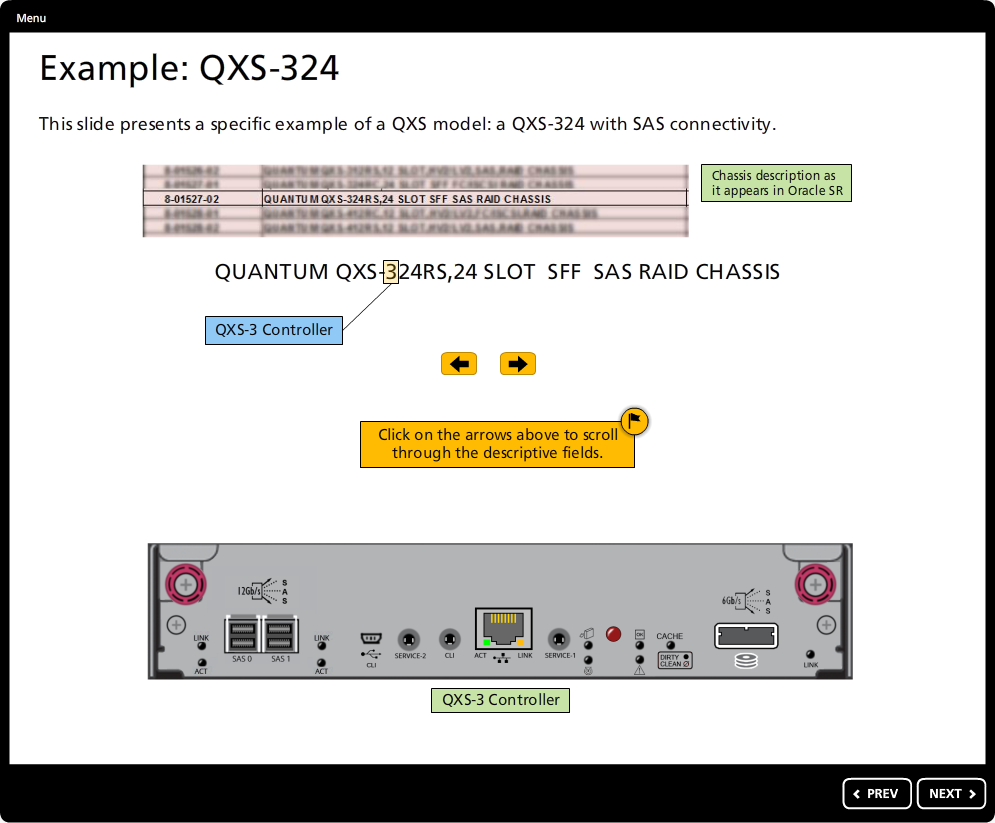 Menu
Example: QXS-324
This slide presents a specific example of a QXS model: a QXS-324 with SAS connectivity.
8-01527-02 QUANTUM QXS-324RS,24 SLOT SFF SAS RAID CHASSIS
Chassis description as
it appears in Oracle SR
QUANTUM QXS-324RS,24 SLOT SFF SAS RAID CHASSIS
QXS-3 Controller
Click on the arrows above to scroll
through the descriptive fields.
12Gb/s S A S
6Gb/s S A S
LINK
ACT
SAS 0
SAS 1
LINK
ACT
CLI
SERVICE-2
CLI
ACT
LINK
SERVICE-1
OK
CACHE
DIRTY
CLEAN
LINK
QXS-3 Controller
PREV
NEXT